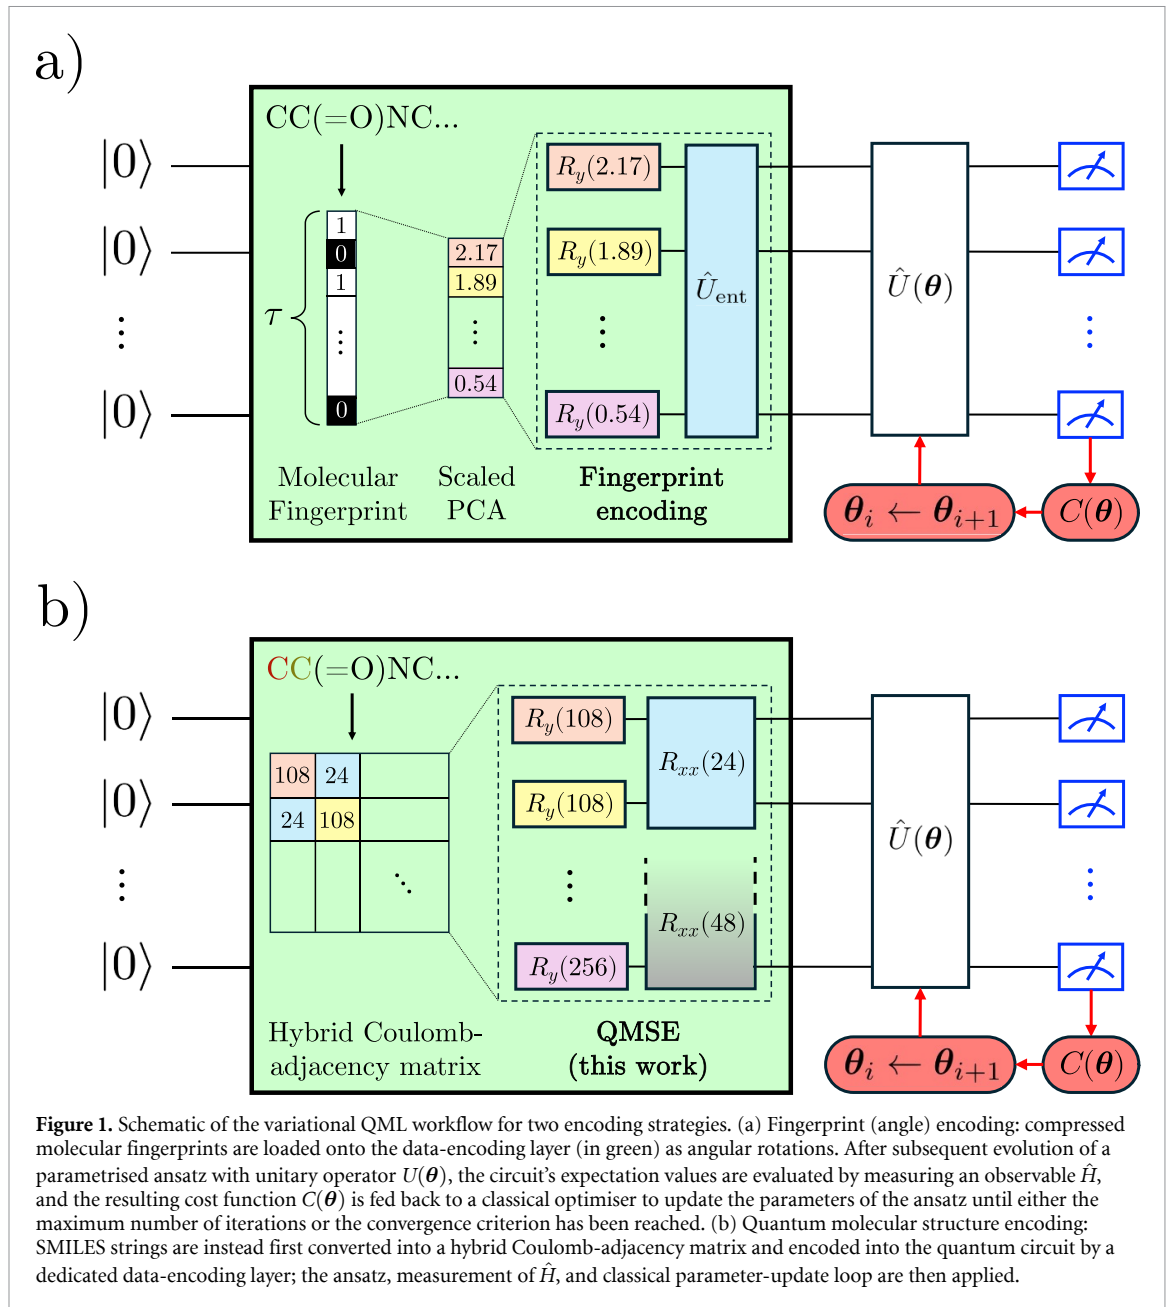 a)
CC(=O)NC...
|0⟩
|0⟩
⋮
|0⟩
τ
1
0
1
⋮
0
2.17
1.89
⋮
0.54
R_y(2.17)
R_y(1.89)
⋮
R_y(0.54)
Û_ent
Û(θ)
⋮
Molecular
Fingerprint
Scaled
PCA
Fingerprint
encoding
θ_i ← θ_{i+1}
C(θ)
b)
CC(=O)NC...
|0⟩
|0⟩
⋮
|0⟩
108 24
24 108
⋱
R_y(108)
R_y(108)
⋮
R_y(256)
R_xx(24)
R_xx(48)
Û(θ)
⋮
Hybrid Coulomb-
adjacency matrix
QMSE
(this work)
θ_i ← θ_{i+1}
C(θ)
Figure 1. Schematic of the variational QML workflow for two encoding strategies. (a) Fingerprint (angle) encoding: compressed
molecular fingerprints are loaded onto the data-encoding layer (in green) as angular rotations. After subsequent evolution of a
parametrised ansatz with unitary operator U(θ), the circuit's expectation values are evaluated by measuring an observable Ĥ,
and the resulting cost function C(θ) is fed back to a classical optimiser to update the parameters of the ansatz until either the
maximum number of iterations or the convergence criterion has been reached. (b) Quantum molecular structure encoding:
SMILES strings are instead first converted into a hybrid Coulomb-adjacency matrix and encoded into the quantum circuit by a
dedicated data-encoding layer; the ansatz, measurement of Ĥ, and classical parameter-update loop are then applied.